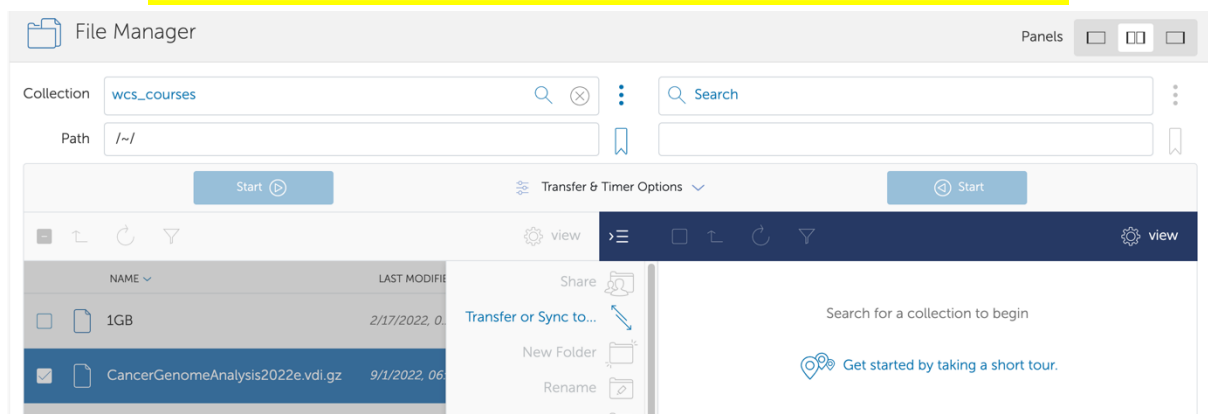 File Manager
Panels
Collection wcs_courses
Search
Path /~/
Start
Transfer & Timer Options
Start
view
view
NAME
LAST MODIFIE
Share
1GB
2/17/2022, 0
Transfer or Sync to...
Search for a collection to begin
New Folder
CancerGenomeAnalysis2022e.vdi.gz
9/1/2022, 06:
Get started by taking a short tour.
Rename